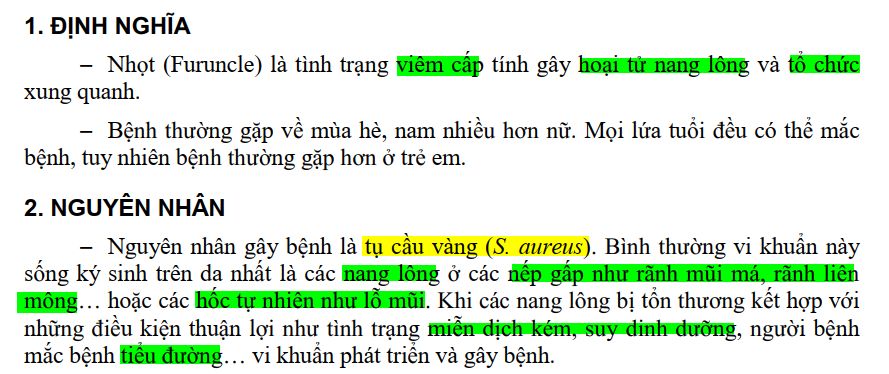 1. ĐỊNH NGHĨA
– Nhọt (Furuncle) là tình trạng viêm cấp tính gây hoại tử nang lông và tổ chức
xung quanh.
– Bệnh thường gặp về mùa hè, nam nhiều hơn nữ. Mọi lứa tuổi đều có thể mắc
bệnh, tuy nhiên bệnh thường gặp hơn ở trẻ em.
2. NGUYÊN NHÂN
– Nguyên nhân gây bệnh là tụ cầu vàng (S. aureus). Bình thường vi khuẩn này
sống ký sinh trên da nhất là các nang lông ở các nếp gấp như rãnh mũi má, rãnh liên
mông… hoặc các hốc tự nhiên như lỗ mũi. Khi các nang lông bị tổn thương kết hợp với
những điều kiện thuận lợi như tình trạng miễn dịch kém, suy dinh dưỡng, người bệnh
mắc bệnh tiểu đường… vi khuẩn phát triển và gây bệnh.